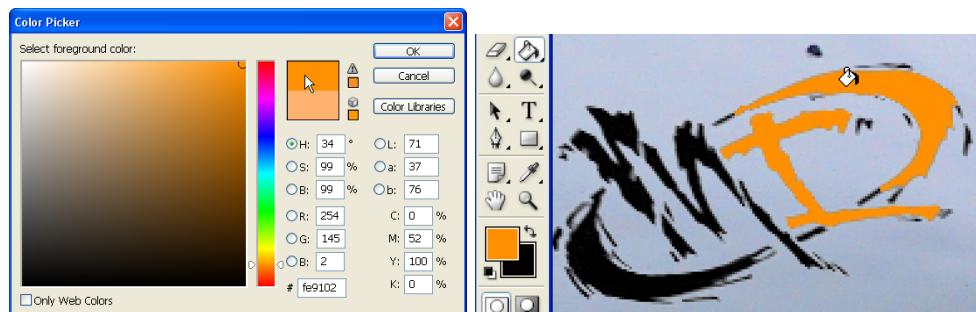 Color Picker
Select foreground color:
OK
Cancel
Color Libraries
H: 34 °
L: 71
S: 99 %
a: 37
B: 99 %
b: 76
R: 254
C: 0 %
G: 145
M: 52 %
B: 2
Y: 100 %
# fe9102
K: 0 %
Only Web Colors
T